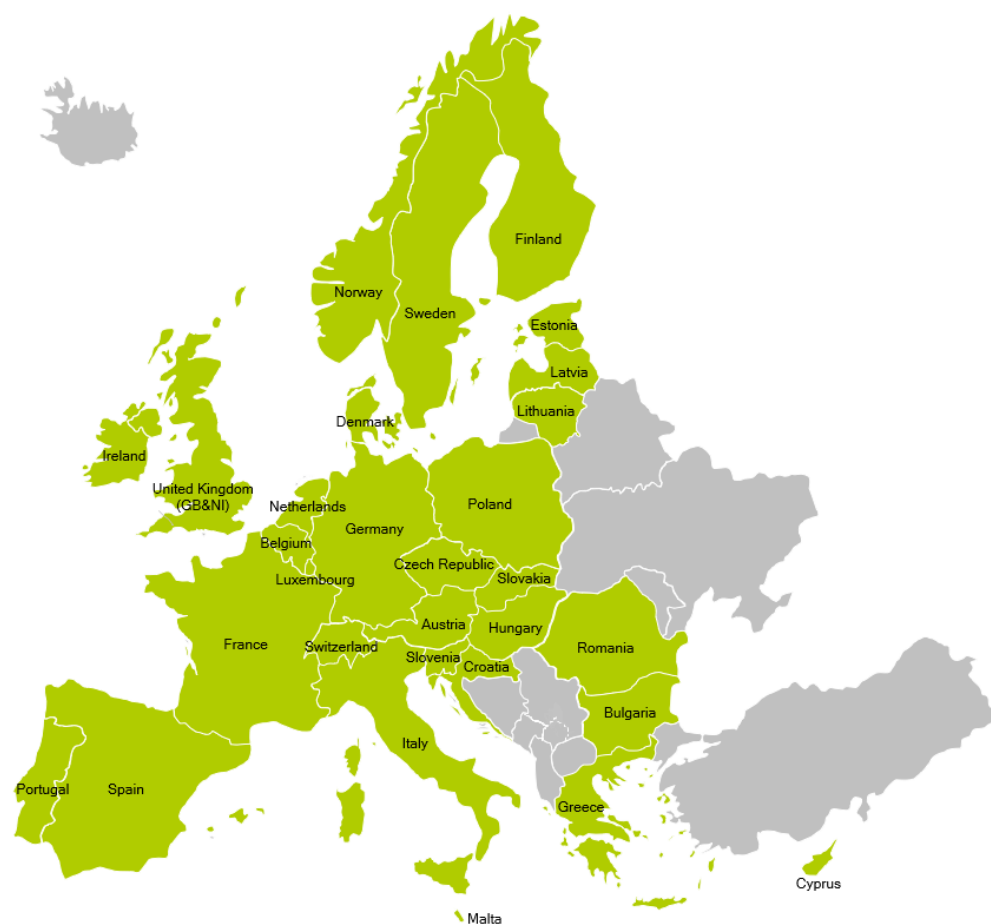 Finland
Norway
Sweden
Estonia
Latvia
Lithuania
Denmark
Ireland
United Kingdom
(GB&NI)
Netherlands
Poland
Germany
Belgium
Czech Republic
Slovakia
Luxembourg
Austria
Hungary
France
Switzerland
Romania
Slovenia
Croatia
Bulgaria
Italy
Portugal
Spain
Greece
Cyprus
Malta